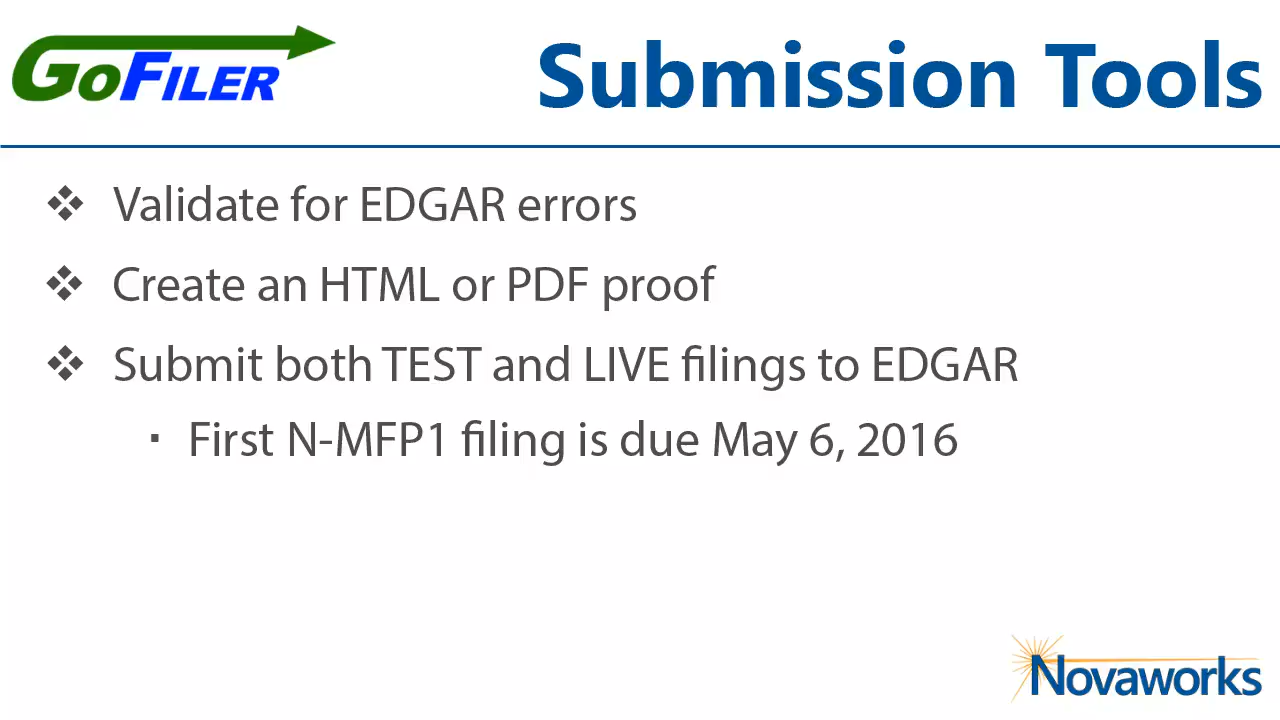 GoFiler
Submission Tools
❖ Validate for EDGAR errors
❖ Create an HTML or PDF proof
❖ Submit both TEST and LIVE filings to EDGAR
▪ First N-MFP1 filing is due May 6, 2016
Novaworks